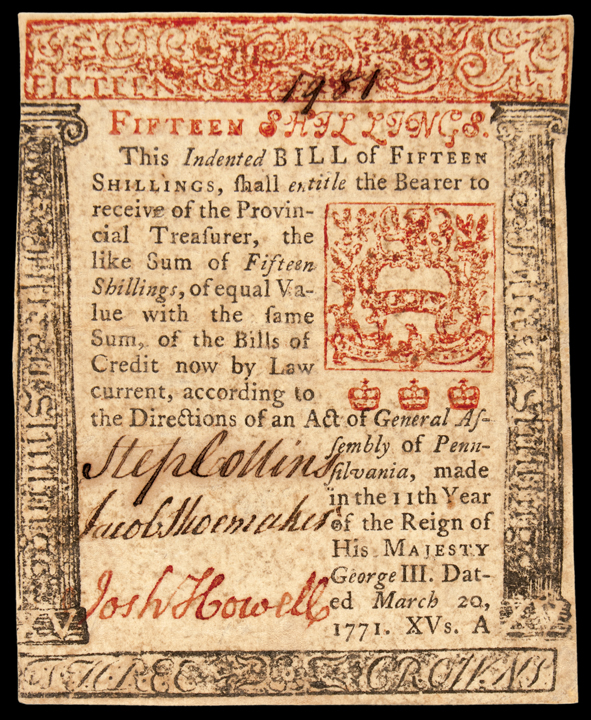 FIFTEEN
1981
FIFTEEN SHILLINGS.
This Indented BILL of FIFTEEN
SHILLINGS, ſhall entitle the Bearer to
receive of the Provin-
cial Treaſurer, the
like Sum of Fifteen
Shillings, of equal Va-
lue with the ſame
Sum, of the Bills of
Credit now by Law
current, according to
the Directions of an Act of General Aſ-
ſembly of Penn-
ſilvania, made
in the 11th Year
of the Reign of
His MAJESTY
George III. Dat-
ed March 20,
1771. XVs. A
Step Collins
Jacob Shoemaker
Josh Howell
Fifteen Shillings
THREE CROWNS